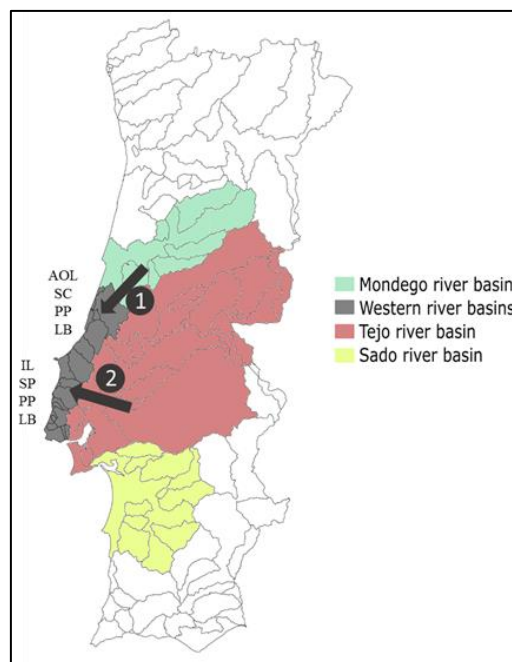 AOL
SC
PP
LB
1
IL
SP
PP
LB
2
Mondego river basin
Western river basins
Tejo river basin
Sado river basin